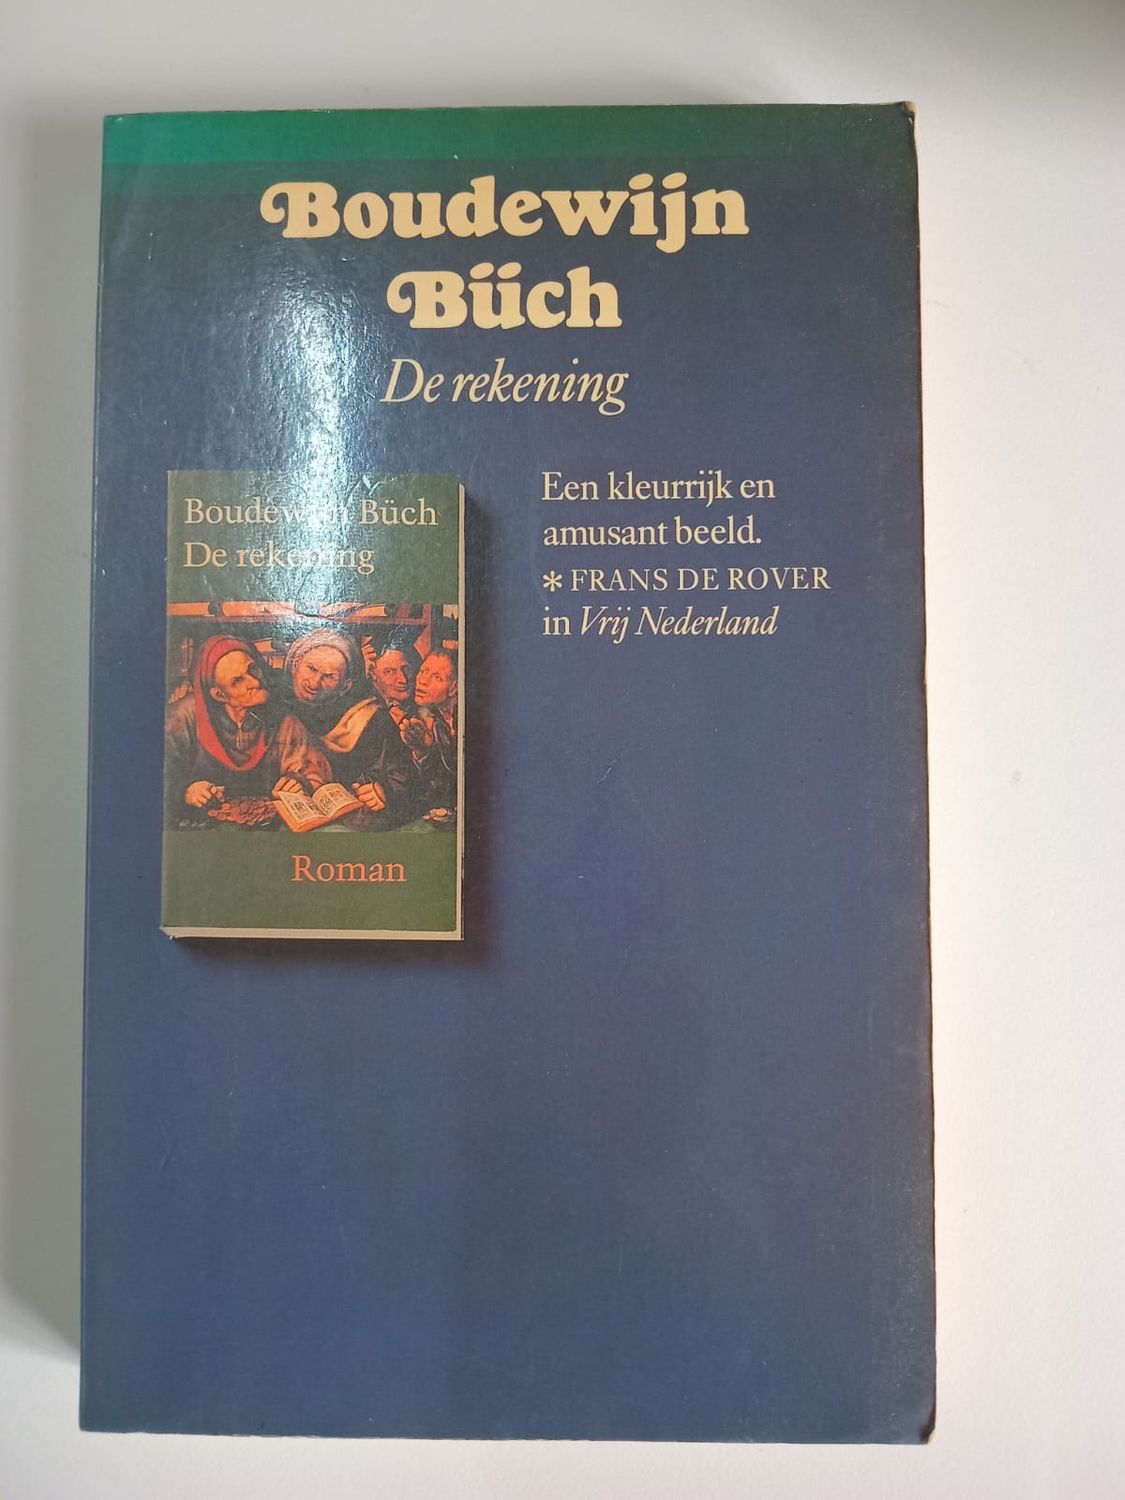 Boudewijn
Büch
De rekening
Boudewijn Büch
De rekening
Roman
Een kleurrijk en
amusant beeld.
* FRANS DE ROVER
in Vrij Nederland